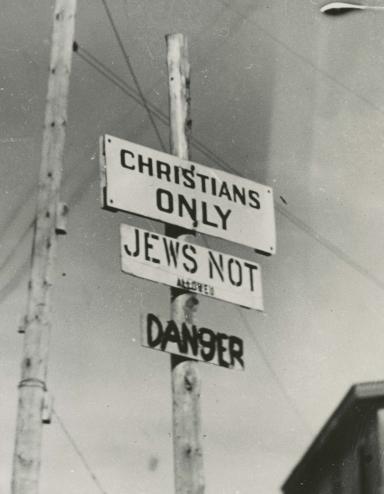 CHRISTIANS
ONLY
JEWS NOT
ALLOWED
DANGER